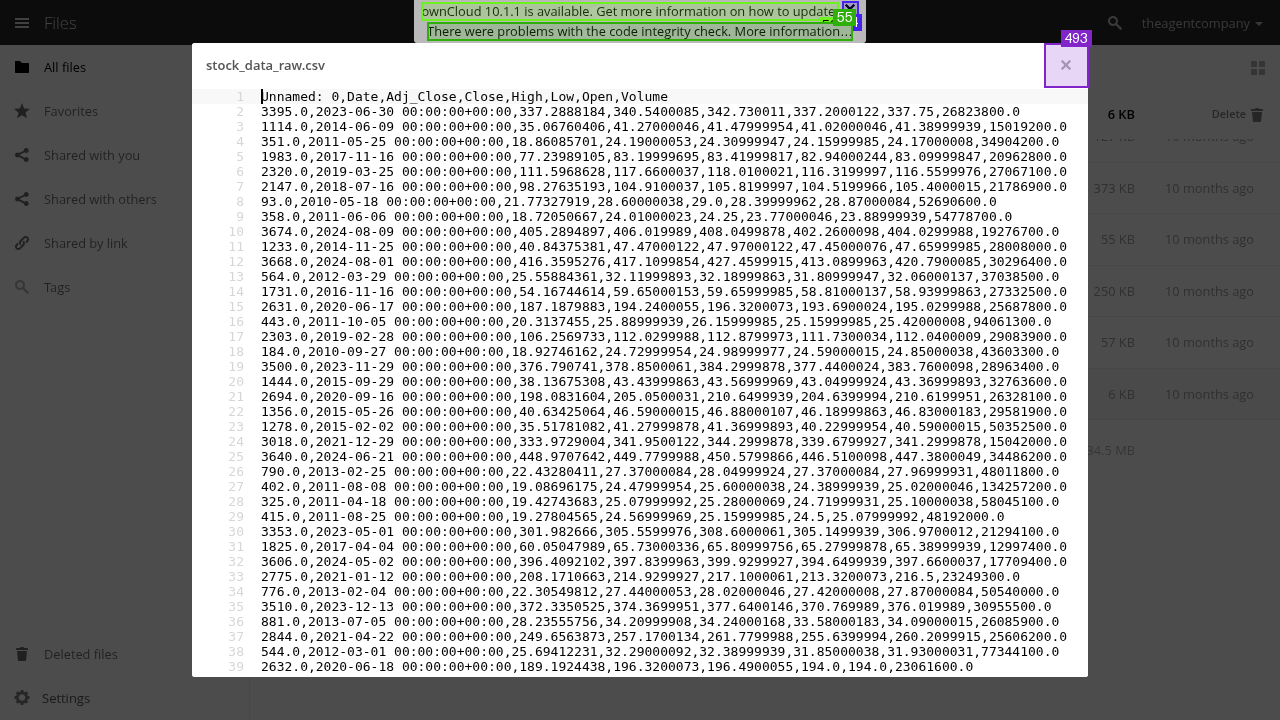 ownCloud 10.1.1 is available. Get more information on how to update.
55
There were problems with the code integrity check. More information...
Files
theagentcompany
493
stock_data_raw.csv
×
All files
Favorites
Shared with you
Shared with others
Shared by link
Tags
Deleted files
Settings
6 KB
Delete
373 KB 10 months ago
55 KB 10 months ago
250 KB 10 months ago
57 KB 10 months ago
6 KB 10 months ago
34.5 MB
1 Unnamed: 0,Date,Adj_Close,Close,High,Low,Open,Volume
2 3395.0,2023-06-30 00:00:00+00:00,337.2888184,340.5400085,342.730011,337.2000122,337.75,26823800.0
3 1114.0,2014-06-09 00:00:00+00:00,35.06760406,41.27000046,41.47999954,41.02000046,41.38999939,15019200.0
4 351.0,2011-05-25 00:00:00+00:00,18.86085701,24.19000053,24.30999947,24.15999985,24.17000008,34904200.0
5 1983.0,2017-11-16 00:00:00+00:00,77.23989105,83.19999695,83.41999817,82.94000244,83.09999847,20962800.0
6 2320.0,2019-03-25 00:00:00+00:00,111.5968628,117.6600037,118.0100021,116.3199997,116.5599976,27067100.0
7 2147.0,2018-07-16 00:00:00+00:00,98.27635193,104.9100037,105.8199997,104.5199966,105.4000015,21786900.0
8 93.0,2010-05-18 00:00:00+00:00,21.77327919,28.60000038,29.0,28.39999962,28.87000084,52690600.0
9 358.0,2011-06-06 00:00:00+00:00,18.72050667,24.01000023,24.25,23.77000046,23.88999939,54778700.0
10 3674.0,2024-08-09 00:00:00+00:00,405.2894897,406.019989,408.0499878,402.2600098,404.0299988,19276700.0
11 1233.0,2014-11-25 00:00:00+00:00,40.84375381,47.47000122,47.97000122,47.45000076,47.65999985,28008000.0
12 3668.0,2024-08-01 00:00:00+00:00,416.3595276,417.1099854,427.4599915,413.0899963,420.7900085,30296400.0
13 564.0,2012-03-29 00:00:00+00:00,25.55884361,32.11999893,32.18999863,31.80999947,32.06000137,37038500.0
14 1731.0,2016-11-16 00:00:00+00:00,54.16744614,59.65000153,59.65999985,58.81000137,58.93999863,27332500.0
15 2631.0,2020-06-17 00:00:00+00:00,187.1879883,194.2400055,196.3200073,193.6900024,195.0299988,25687800.0
16 443.0,2011-10-05 00:00:00+00:00,20.3137455,25.88999939,26.15999985,25.15999985,25.42000008,94061300.0
17 2303.0,2019-02-28 00:00:00+00:00,106.2569733,112.0299988,112.8799973,111.7300034,112.0400009,29083900.0
18 184.0,2010-09-27 00:00:00+00:00,18.92746162,24.72999954,24.98999977,24.59000015,24.85000038,43603300.0
19 3500.0,2023-11-29 00:00:00+00:00,376.790741,378.8500061,384.2999878,377.4400024,383.7600098,28963400.0
20 1444.0,2015-09-29 00:00:00+00:00,38.13675308,43.43999863,43.56999969,43.04999924,43.36999893,32763600.0
21 2694.0,2020-09-16 00:00:00+00:00,198.0831604,205.0500031,210.6499939,204.6399994,210.6199951,26328100.0
22 1356.0,2015-05-26 00:00:00+00:00,40.63425064,46.59000015,46.88000107,46.18999863,46.83000183,29581900.0
23 1278.0,2015-02-02 00:00:00+00:00,35.51781082,41.27999878,41.36999893,40.22999954,40.59000015,50352500.0
24 3018.0,2021-12-29 00:00:00+00:00,333.9729004,341.9500122,344.2999878,339.6799927,341.2999878,15042000.0
25 3640.0,2024-06-21 00:00:00+00:00,448.9707642,449.7799988,450.5799866,446.5100098,447.3800049,34486200.0
26 790.0,2013-02-25 00:00:00+00:00,22.43280411,27.37000084,28.04999924,27.37000084,27.96999931,48011800.0
27 402.0,2011-08-08 00:00:00+00:00,19.08696175,24.47999954,25.60000038,24.38999939,25.02000046,134257200.0
28 325.0,2011-04-18 00:00:00+00:00,19.42743683,25.07999992,25.28000069,24.71999931,25.10000038,58045100.0
29 415.0,2011-08-25 00:00:00+00:00,19.27804565,24.56999969,25.15999985,24.5,25.07999992,48192000.0
30 3353.0,2023-05-01 00:00:00+00:00,301.982666,305.5599976,308.6000061,305.1499939,306.9700012,21294100.0
31 1825.0,2017-04-04 00:00:00+00:00,60.05047989,65.73000336,65.80999756,65.27999878,65.38999939,12997400.0
32 3606.0,2024-05-02 00:00:00+00:00,396.4092102,397.8399963,399.9299927,394.6499939,397.6600037,17709400.0
33 2775.0,2021-01-12 00:00:00+00:00,208.1710663,214.9299927,217.1000061,213.3200073,216.5,23249300.0
34 776.0,2013-02-04 00:00:00+00:00,22.30549812,27.44000053,28.02000046,27.42000008,27.87000084,50540000.0
35 3510.0,2023-12-13 00:00:00+00:00,372.3350525,374.3699951,377.6400146,370.769989,376.019989,30955500.0
36 881.0,2013-07-05 00:00:00+00:00,28.23555756,34.20999908,34.24000168,33.58000183,34.09000015,26085900.0
37 2844.0,2021-04-22 00:00:00+00:00,249.6563873,257.1700134,261.7799988,255.6399994,260.2099915,25606200.0
38 544.0,2012-03-01 00:00:00+00:00,25.69412231,32.29000092,32.38999939,31.85000038,31.93000031,77344100.0
39 2632.0,2020-06-18 00:00:00+00:00,189.1924438,196.3200073,196.4900055,194.0,194.0,23061600.0